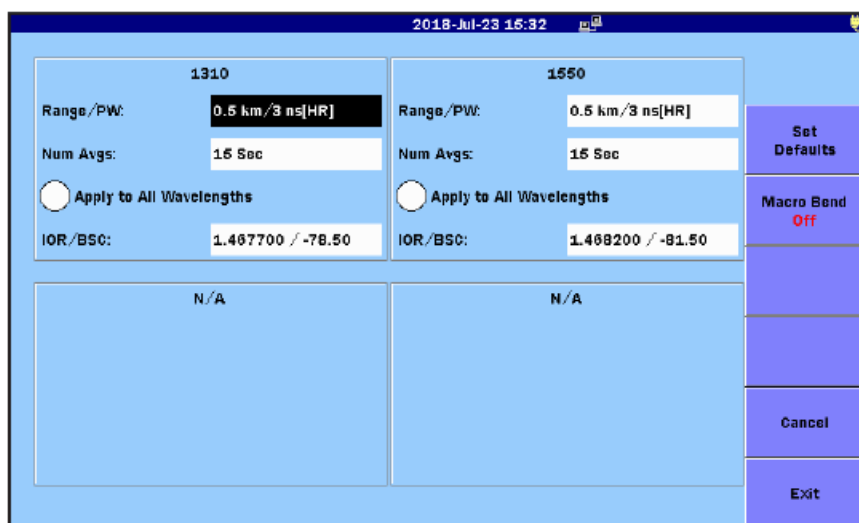 2018-Jul-23 15:32
1310
Range/PW: 0.5 km/3 ns[HR]
Num Avgs: 15 Sec
Apply to All Wavelengths
IOR/BSC: 1.467700 / -78.50
1550
Range/PW: 0.5 km/3 ns[HR]
Num Avgs: 15 Sec
Apply to All Wavelengths
IOR/BSC: 1.468200 / -81.50
N/A
N/A
Set
Defaults
Macro Bend
Off
Cancel
Exit